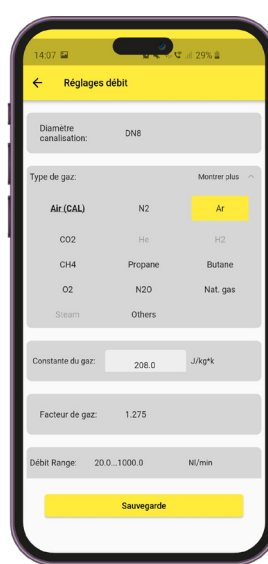 14:07 29%
Réglages débit
Diamètre
canalisation: DN8
Type de gaz: Montrer plus
Air (CAL) N2 Ar
CO2 He H2
CH4 Propane Butane
O2 N2O Nat. gas
Steam Others
Constante du gaz: 208.0 J/kg*k
Facteur de gaz: 1.275
Débit Range: 20.0...1000.0 Nl/min
Sauvegarde